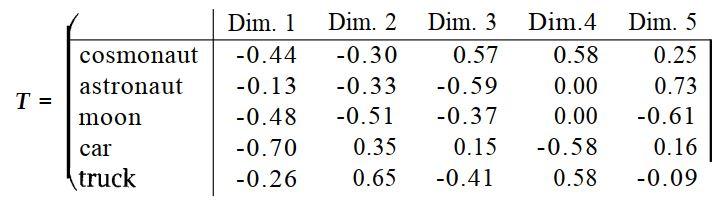 Dim. 1 Dim. 2 Dim. 3 Dim.4 Dim. 5
cosmonaut -0.44 -0.30 0.57 0.58 0.25
astronaut -0.13 -0.33 -0.59 0.00 0.73
T = moon -0.48 -0.51 -0.37 0.00 -0.61
car -0.70 0.35 0.15 -0.58 0.16
truck -0.26 0.65 -0.41 0.58 -0.09